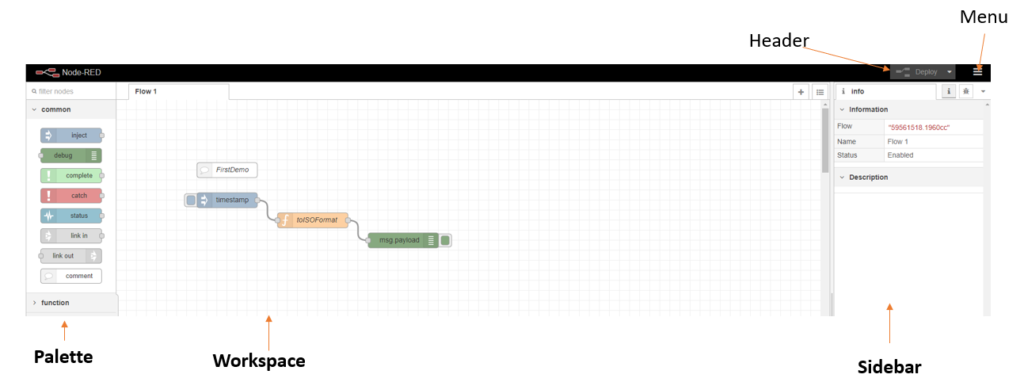 Menu
Header
Node-RED
Deploy
filter nodes
Flow 1
info
i
common
Information
inject
Flow "59561518.1960cc"
debug
Name Flow 1
Status Enabled
complete
FirstDemo
Description
catch
timestamp
status
toISOFormat
link in
msg.payload
link out
comment
function
Palette
Workspace
Sidebar